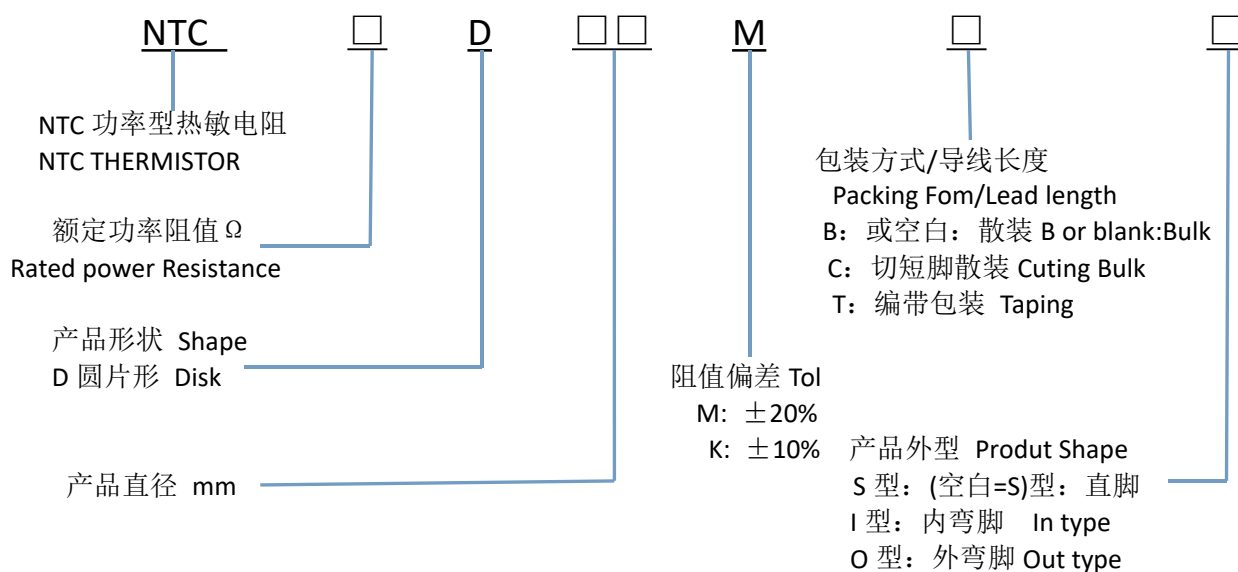 NTC □ D □□ M □ □
NTC 功率型热敏电阻
NTC THERMISTOR
额定功率阻值 Ω
Rated power Resistance
产品形状 Shape
D 圆片形 Disk
产品直径 mm
阻值偏差 Tol
M: ±20%
K: ±10%
包装方式/导线长度
Packing Fom/Lead length
B：或空白：散装 B or blank:Bulk
C：切短脚散装 Cuting Bulk
T：编带包装 Taping
产品外型 Produt Shape
S 型：(空白=S)型：直脚
I 型：内弯脚 In type
O 型：外弯脚 Out type